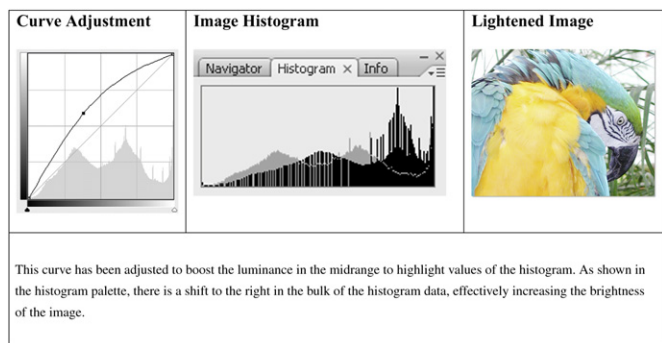 Curve Adjustment
Image Histogram
Lightened Image
Navigator Histogram × Info
This curve has been adjusted to boost the luminance in the midrange to highlight values of the histogram. As shown in
the histogram palette, there is a shift to the right in the bulk of the histogram data, effectively increasing the brightness
of the image.